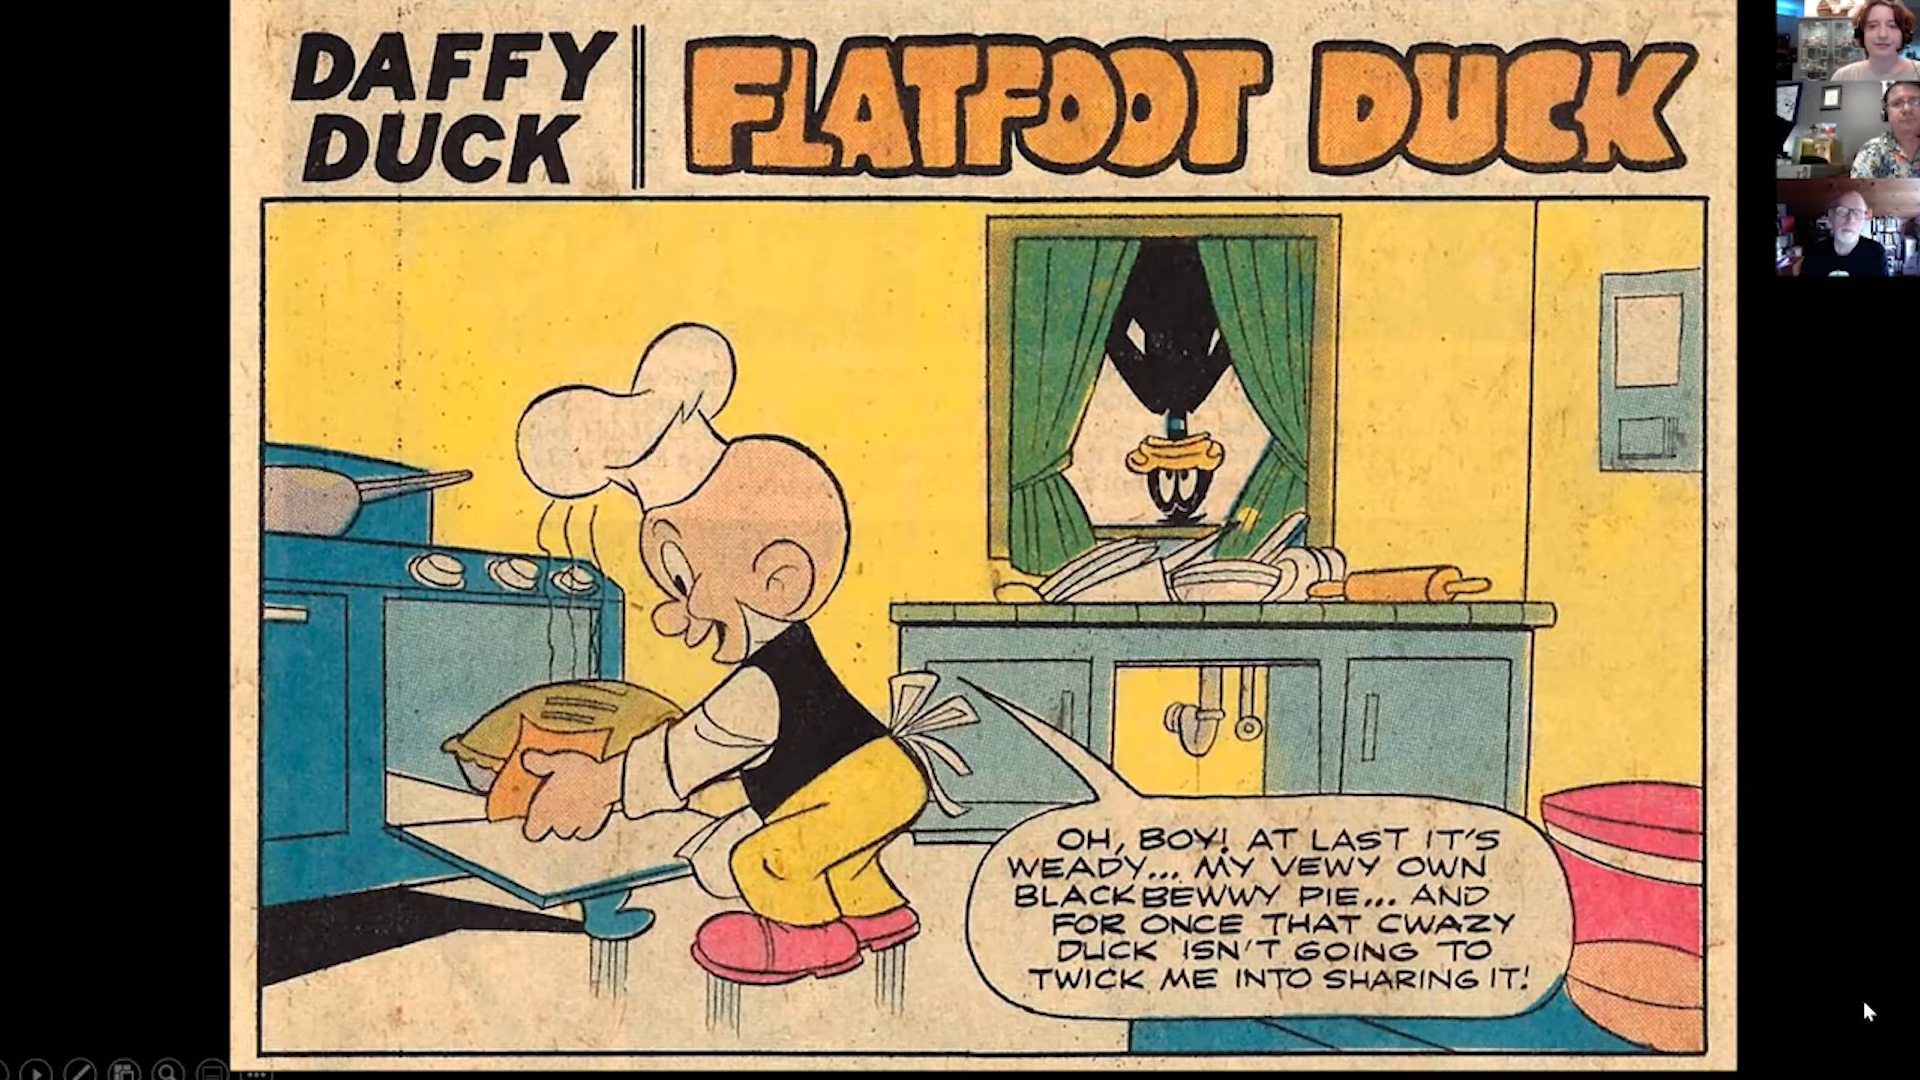 DAFFY
DUCK
FLATFOOT DUCK
OH, BOY! AT LAST IT'S
WEADY... MY VEWY OWN
BLACKBEWWY PIE... AND
FOR ONCE THAT CWAZY
DUCK ISN'T GOING TO
TWICK ME INTO SHARING IT!